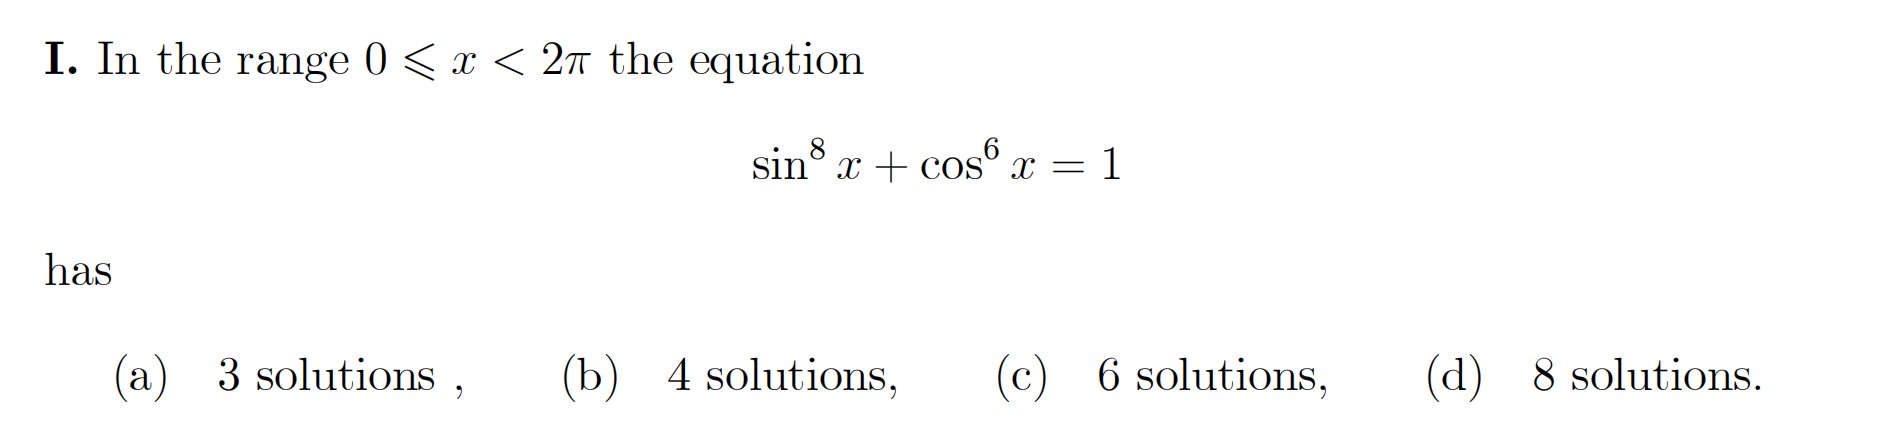 I. In the range 0 ⩽ x < 2π the equation
sin⁸ x + cos⁶ x = 1
has
(a) 3 solutions , (b) 4 solutions, (c) 6 solutions, (d) 8 solutions.